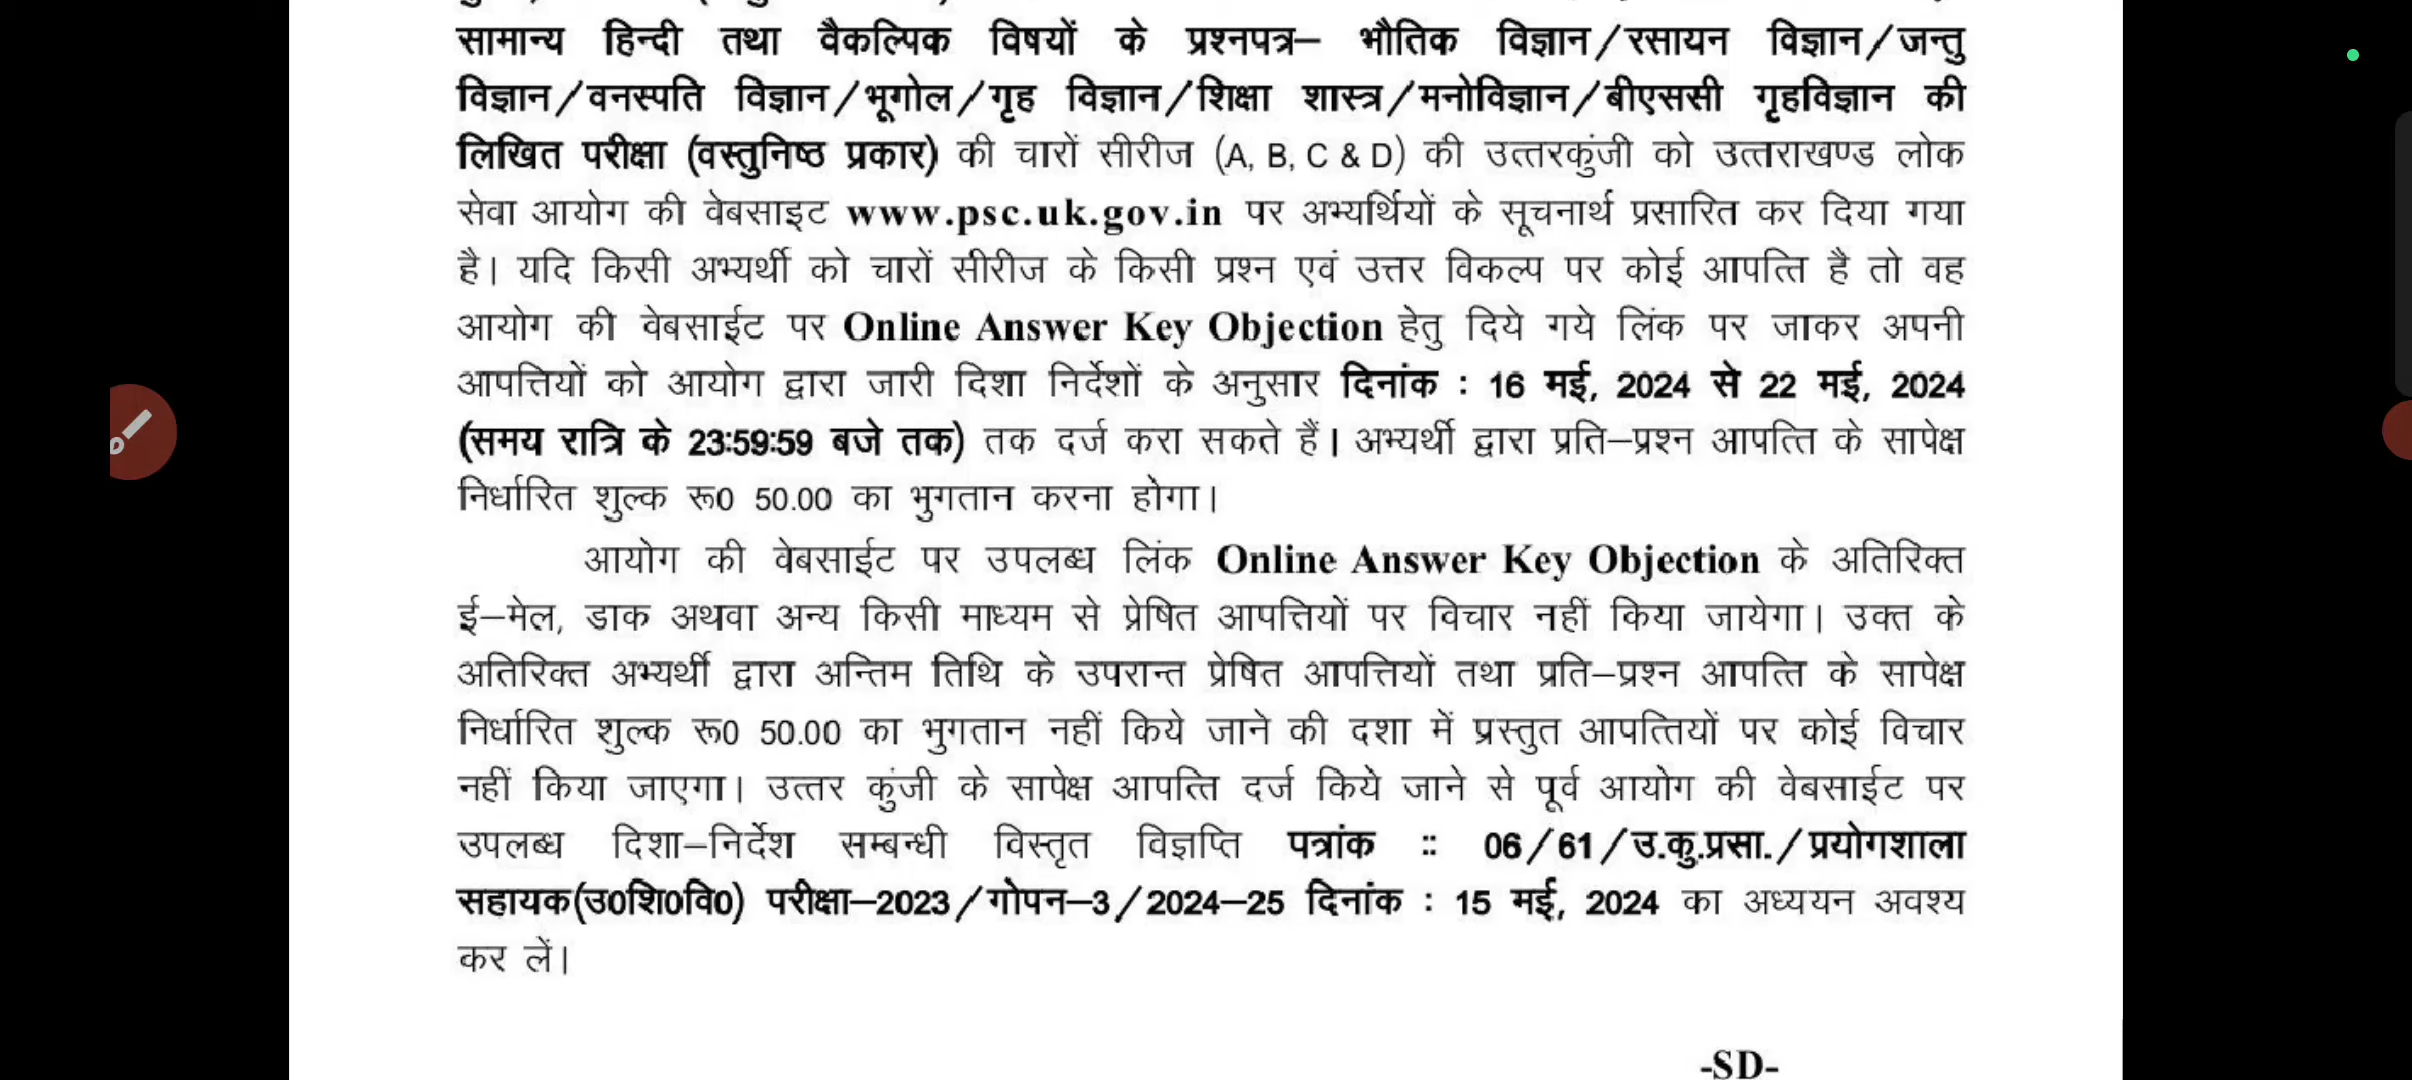 सामान्य हिन्दी तथा वैकल्पिक विषयों के प्रश्नपत्र– भौतिक विज्ञान/रसायन विज्ञान/जन्तु
विज्ञान/वनस्पति विज्ञान/भूगोल/गृह विज्ञान/शिक्षा शास्त्र/मनोविज्ञान/बीएससी गृहविज्ञान की
लिखित परीक्षा (वस्तुनिष्ठ प्रकार) की चारों सीरीज (A, B, C & D) की उत्तरकुंजी को उत्तराखण्ड लोक
सेवा आयोग की वेबसाइट www.psc.uk.gov.in पर अभ्यर्थियों के सूचनार्थ प्रसारित कर दिया गया
है। यदि किसी अभ्यर्थी को चारों सीरीज के किसी प्रश्न एवं उत्तर विकल्प पर कोई आपत्ति है तो वह
आयोग की वेबसाईट पर Online Answer Key Objection हेतु दिये गये लिंक पर जाकर अपनी
आपत्तियों को आयोग द्वारा जारी दिशा निर्देशों के अनुसार दिनांक : 16 मई, 2024 से 22 मई, 2024
(समय रात्रि के 23:59:59 बजे तक) तक दर्ज करा सकते हैं। अभ्यर्थी द्वारा प्रति–प्रश्न आपत्ति के सापेक्ष
निर्धारित शुल्क रू0 50.00 का भुगतान करना होगा।
आयोग की वेबसाईट पर उपलब्ध लिंक Online Answer Key Objection के अतिरिक्त
ई–मेल, डाक अथवा अन्य किसी माध्यम से प्रेषित आपत्तियों पर विचार नहीं किया जायेगा। उक्त के
अतिरिक्त अभ्यर्थी द्वारा अन्तिम तिथि के उपरान्त प्रेषित आपत्तियों तथा प्रति–प्रश्न आपत्ति के सापेक्ष
निर्धारित शुल्क रू0 50.00 का भुगतान नहीं किये जाने की दशा में प्रस्तुत आपत्तियों पर कोई विचार
नहीं किया जाएगा। उत्तर कुंजी के सापेक्ष आपत्ति दर्ज किये जाने से पूर्व आयोग की वेबसाईट पर
उपलब्ध दिशा–निर्देश सम्बन्धी विस्तृत विज्ञप्ति पत्रांक :: 06/61/उ.कु.प्रसा./प्रयोगशाला
सहायक(उ0शि0वि0) परीक्षा–2023/गोपन–3/2024–25 दिनांक : 15 मई, 2024 का अध्ययन अवश्य
कर लें।
-SD-